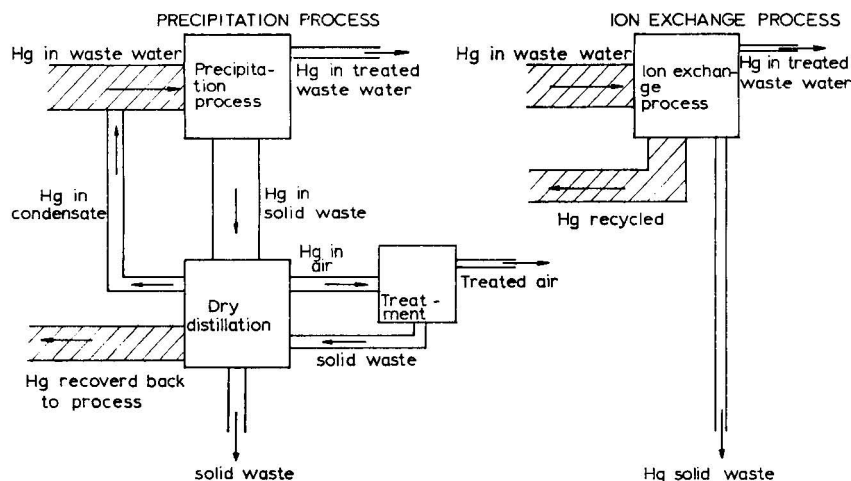 PRECIPITATION PROCESS
Hg in waste water
Precipita-
tion
process
Hg in treated
waste water
Hg in
condensate
Hg in
solid waste
Hg in
air
Treat-
ment
Treated air
Dry
distillation
solid waste
Hg recoverd back
to process
solid waste
ION EXCHANGE PROCESS
Hg in waste water
Ion exchan-
ge
process
Hg in treated
waste water
Hg recycled
Hg solid waste